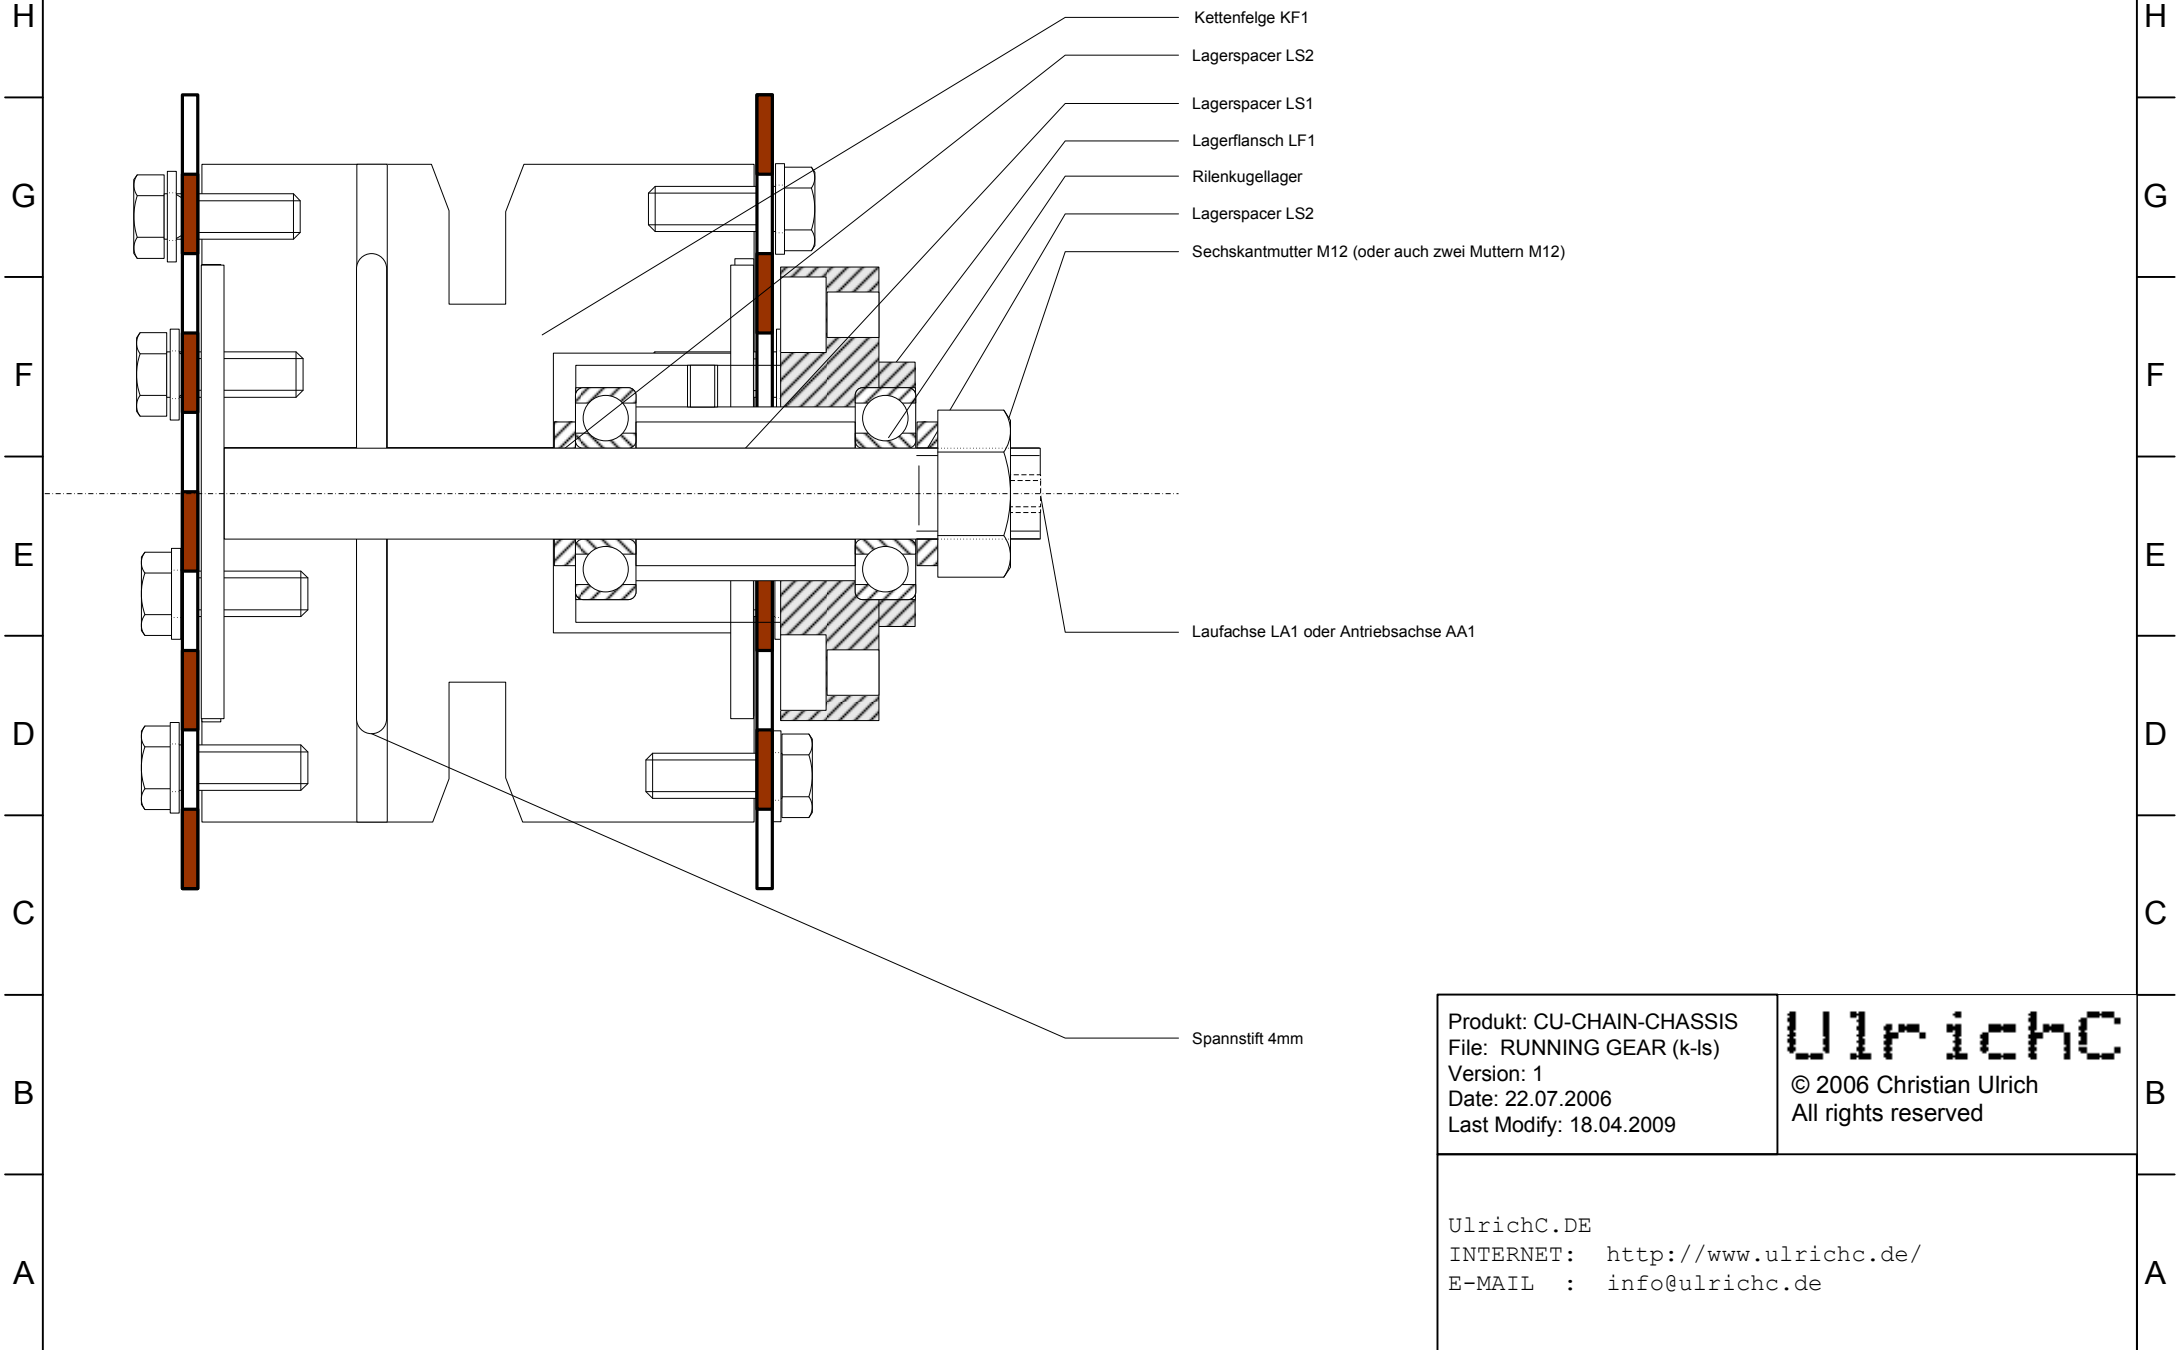 H
H
Kettenfelge KF1
Lagerspacer LS2
Lagerspacer LS1
Lagerflansch LF1
Rilenkugellager
Lagerspacer LS2
Sechskantmutter M12 (oder auch zwei Muttern M12)
G
G
F
F
E
E
Laufachse LA1 oder Antriebsachse AA1
D
D
C
C
Spannstift 4mm
B
B
Produkt: CU-CHAIN-CHASSIS
File: RUNNING GEAR (k-ls)
Version: 1
Date: 22.07.2006
Last Modify: 18.04.2009
UlrichC
© 2006 Christian Ulrich
All rights reserved
UlrichC.DE
INTERNET: http://www.ulrichc.de/
E-MAIL : info@ulrichc.de
A
A